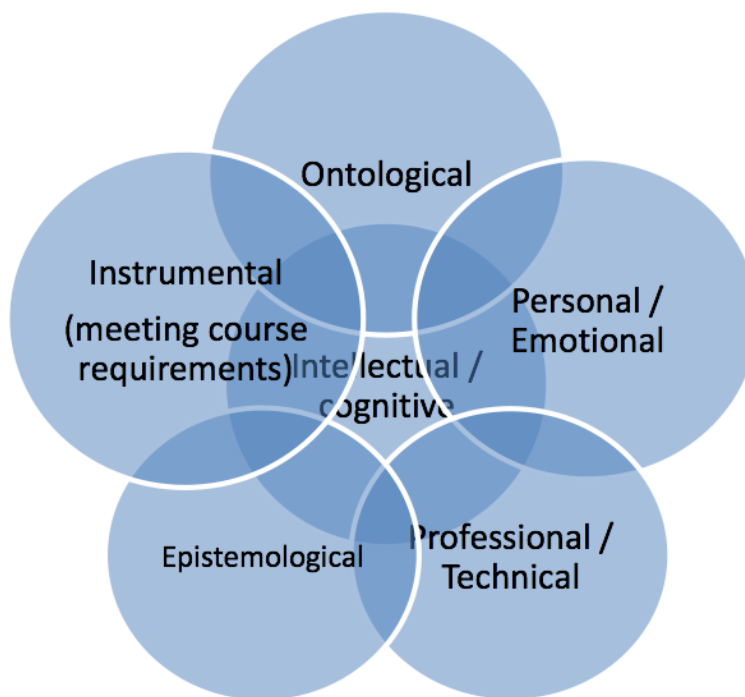 Ontological
Instrumental
(meeting course
requirements)
Personal /
Emotional
Intellectual /
cognitive
Epistemological
Professional /
Technical